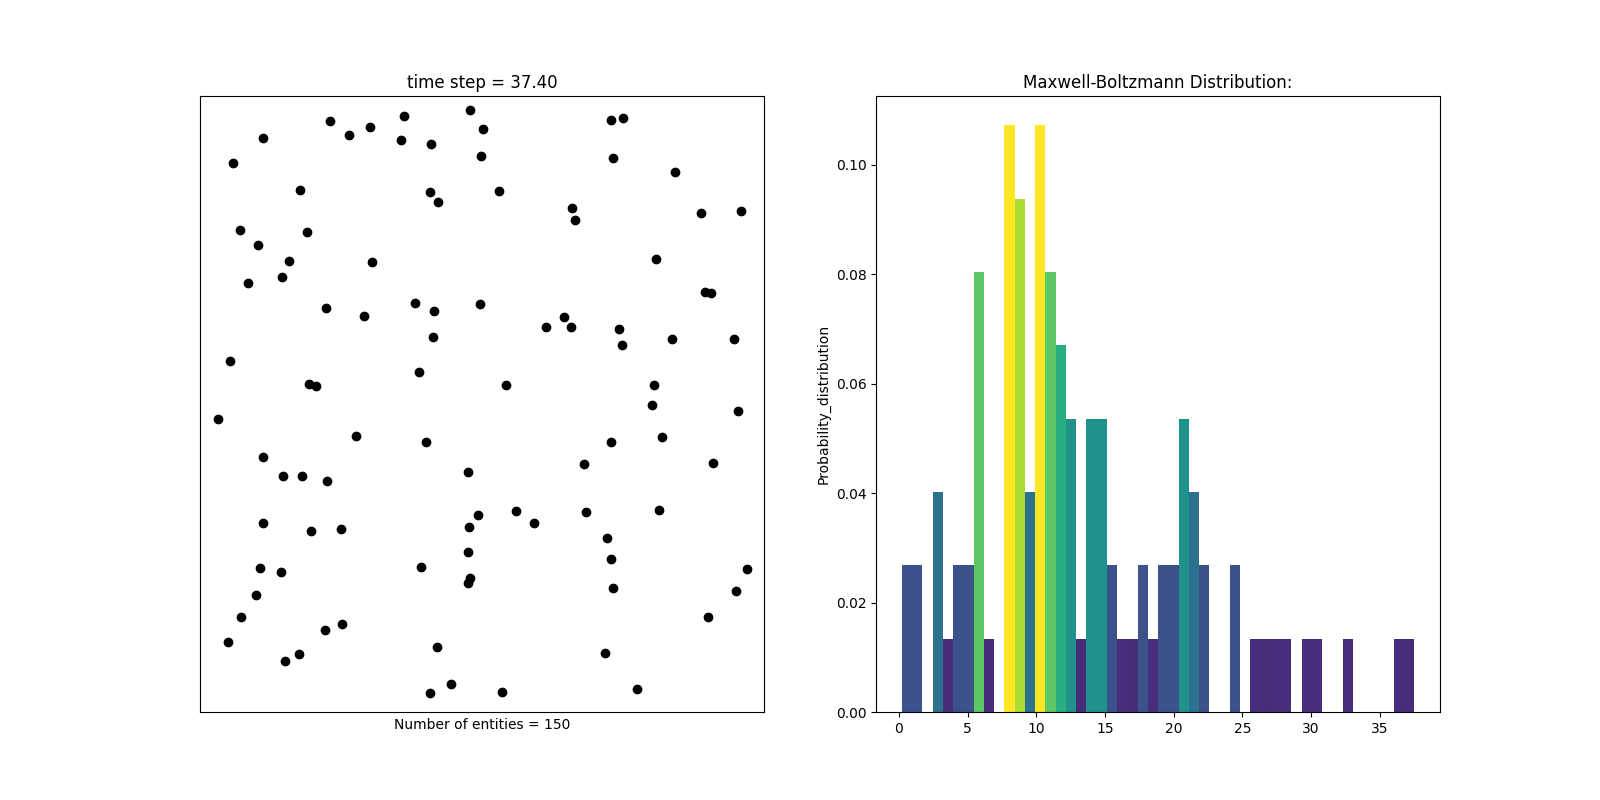 time step = 37.40
Number of entities = 150
Maxwell-Boltzmann Distribution:
Probability_distribution
0.10
0.08
0.06
0.04
0.02
0.00
0 5 10 15 20 25 30 35